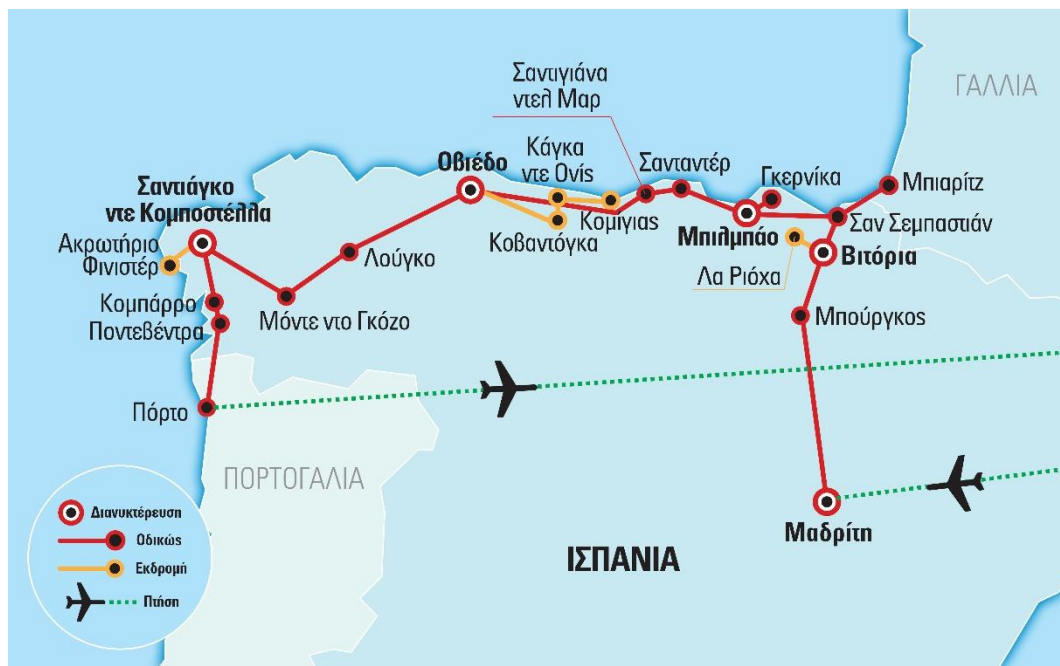 ΓΑΛΛΙΑ
Σαντιγιάνα
ντελ Μαρ
Οβιέδο
Κάγκα
ντε Ονίς
Σανταντέρ
Γκερνίκα
Μπιαρίτζ
Σαντιάγκο
ντε Κομποστέλλα
Κομίγιας
Κοβαντόγκα
Μπιλμπάο
Σαν Σεμπαστιάν
Ακρωτήριο
Φινιστέρ
Λούγκο
Βιτόρια
Λα Ριόχα
Κομπάρρο
Ποντεβέντρα
Μόντε ντο Γκόζο
Μπούργκος
Πόρτο
ΠΟΡΤΟΓΑΛΙΑ
Μαδρίτη
ΙΣΠΑΝΙΑ
Διανυκτέρευση
Οδικώς
Εκδρομή
Πτήση